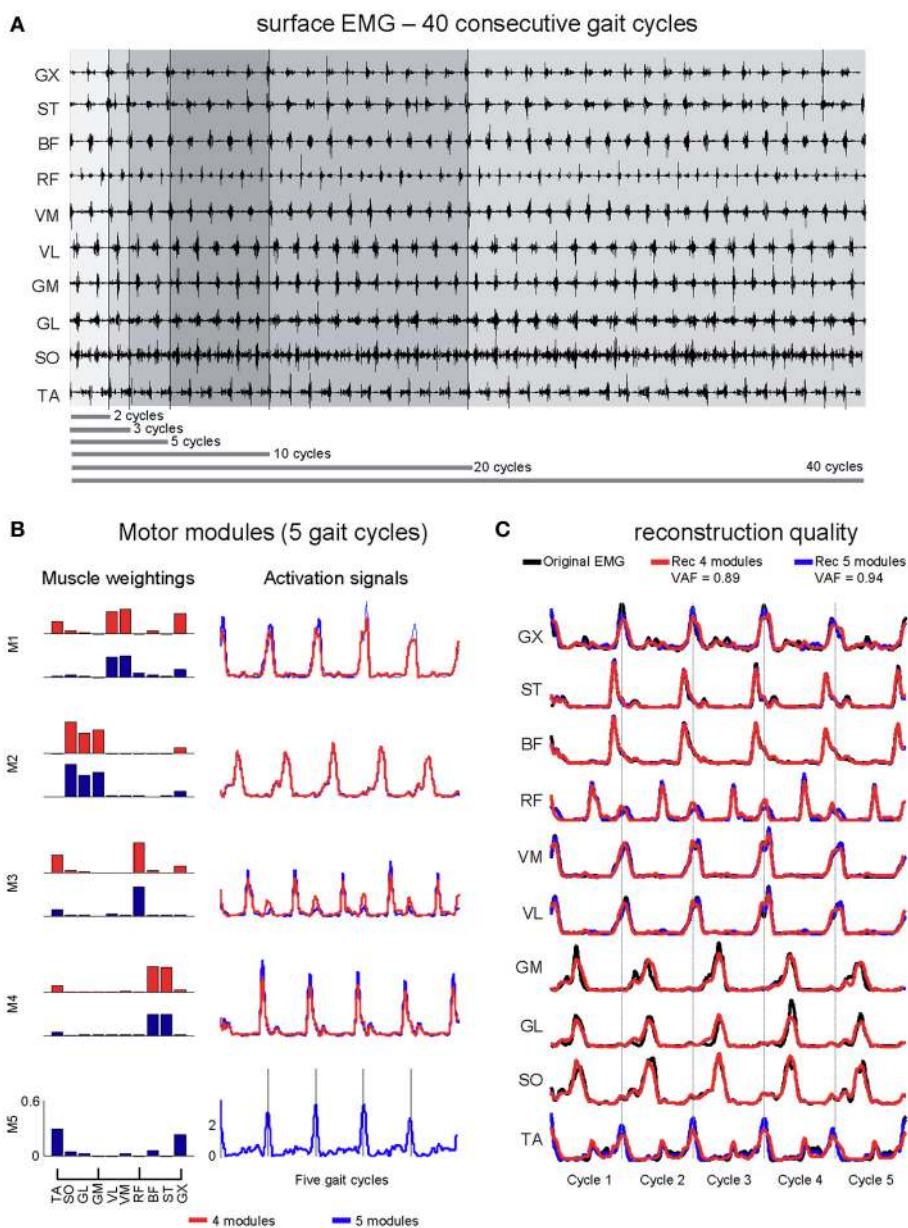 A
surface EMG – 40 consecutive gait cycles
GX
ST
BF
RF
VM
VL
GM
GL
SO
TA
2 cycles
3 cycles
5 cycles
10 cycles
20 cycles
40 cycles
B
Motor modules (5 gait cycles)
Muscle weightings
Activation signals
M1
M2
M3
M4
M5
0.6
0
2
0
TA
SO
GL
GM
VL
VM
RF
BF
ST
GX
Five gait cycles
4 modules
5 modules
C
reconstruction quality
Original EMG
Rec 4 modules
VAF = 0.89
Rec 5 modules
VAF = 0.94
GX
ST
BF
RF
VM
VL
GM
GL
SO
TA
Cycle 1
Cycle 2
Cycle 3
Cycle 4
Cycle 5